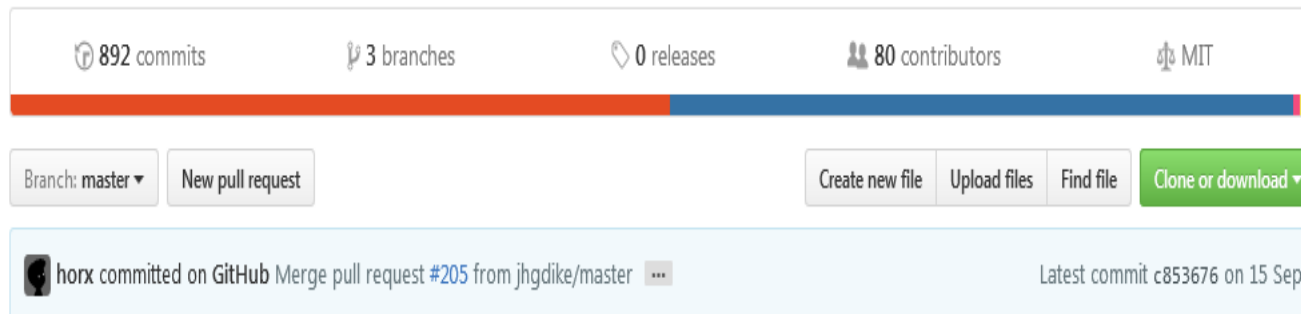 892 commits 3 branches 0 releases 80 contributors MIT
Branch: master New pull request Create new file Upload files Find file Clone or download
horx committed on GitHub Merge pull request #205 from jhgdike/master ... Latest commit c853676 on 15 Sep